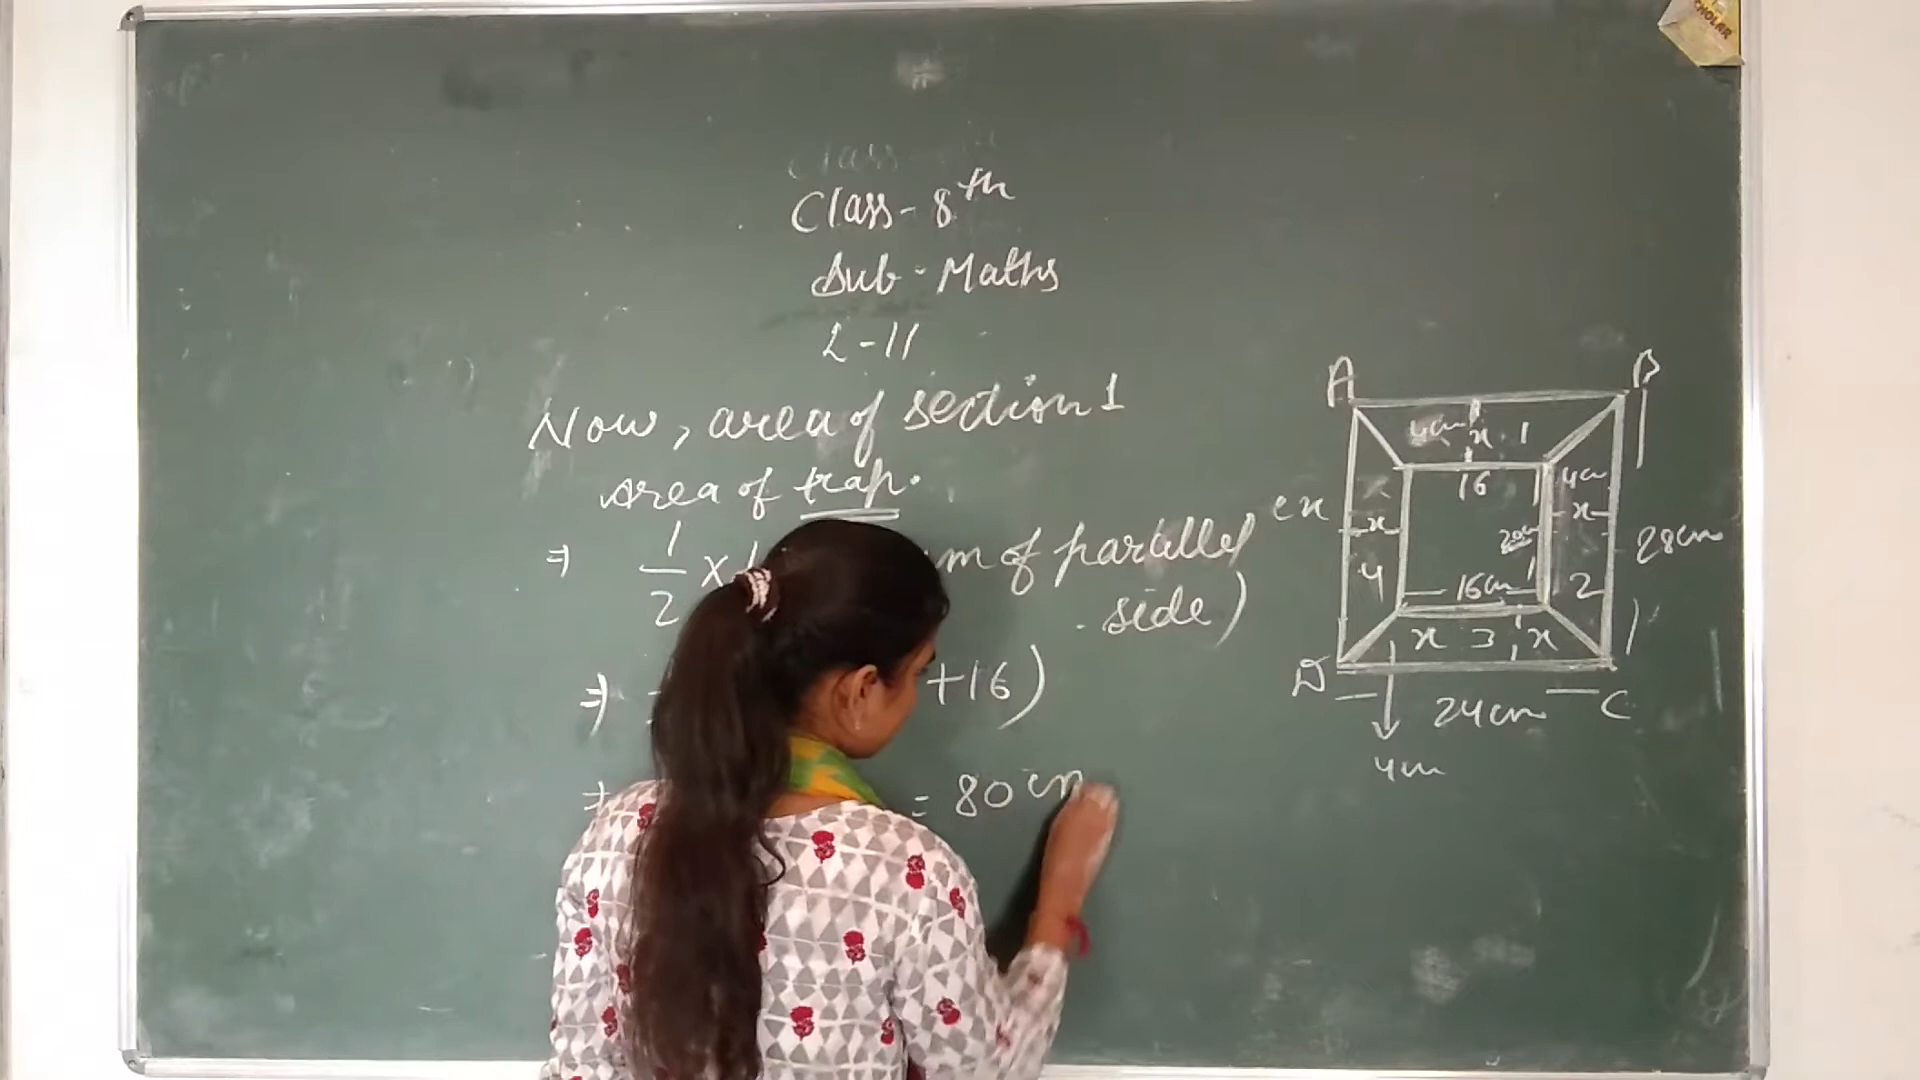 Class - 8th
Sub - Maths
2-11
Now, area of section 1
Area of trap.
⇒ 1/2 x of parallel
side)
⇒ +16)
= 80 cm
A B
4cm x 1
16 4cm
x x
20cm 28cm
4 16cm 2
x 3 x
D 24cm C
4cm